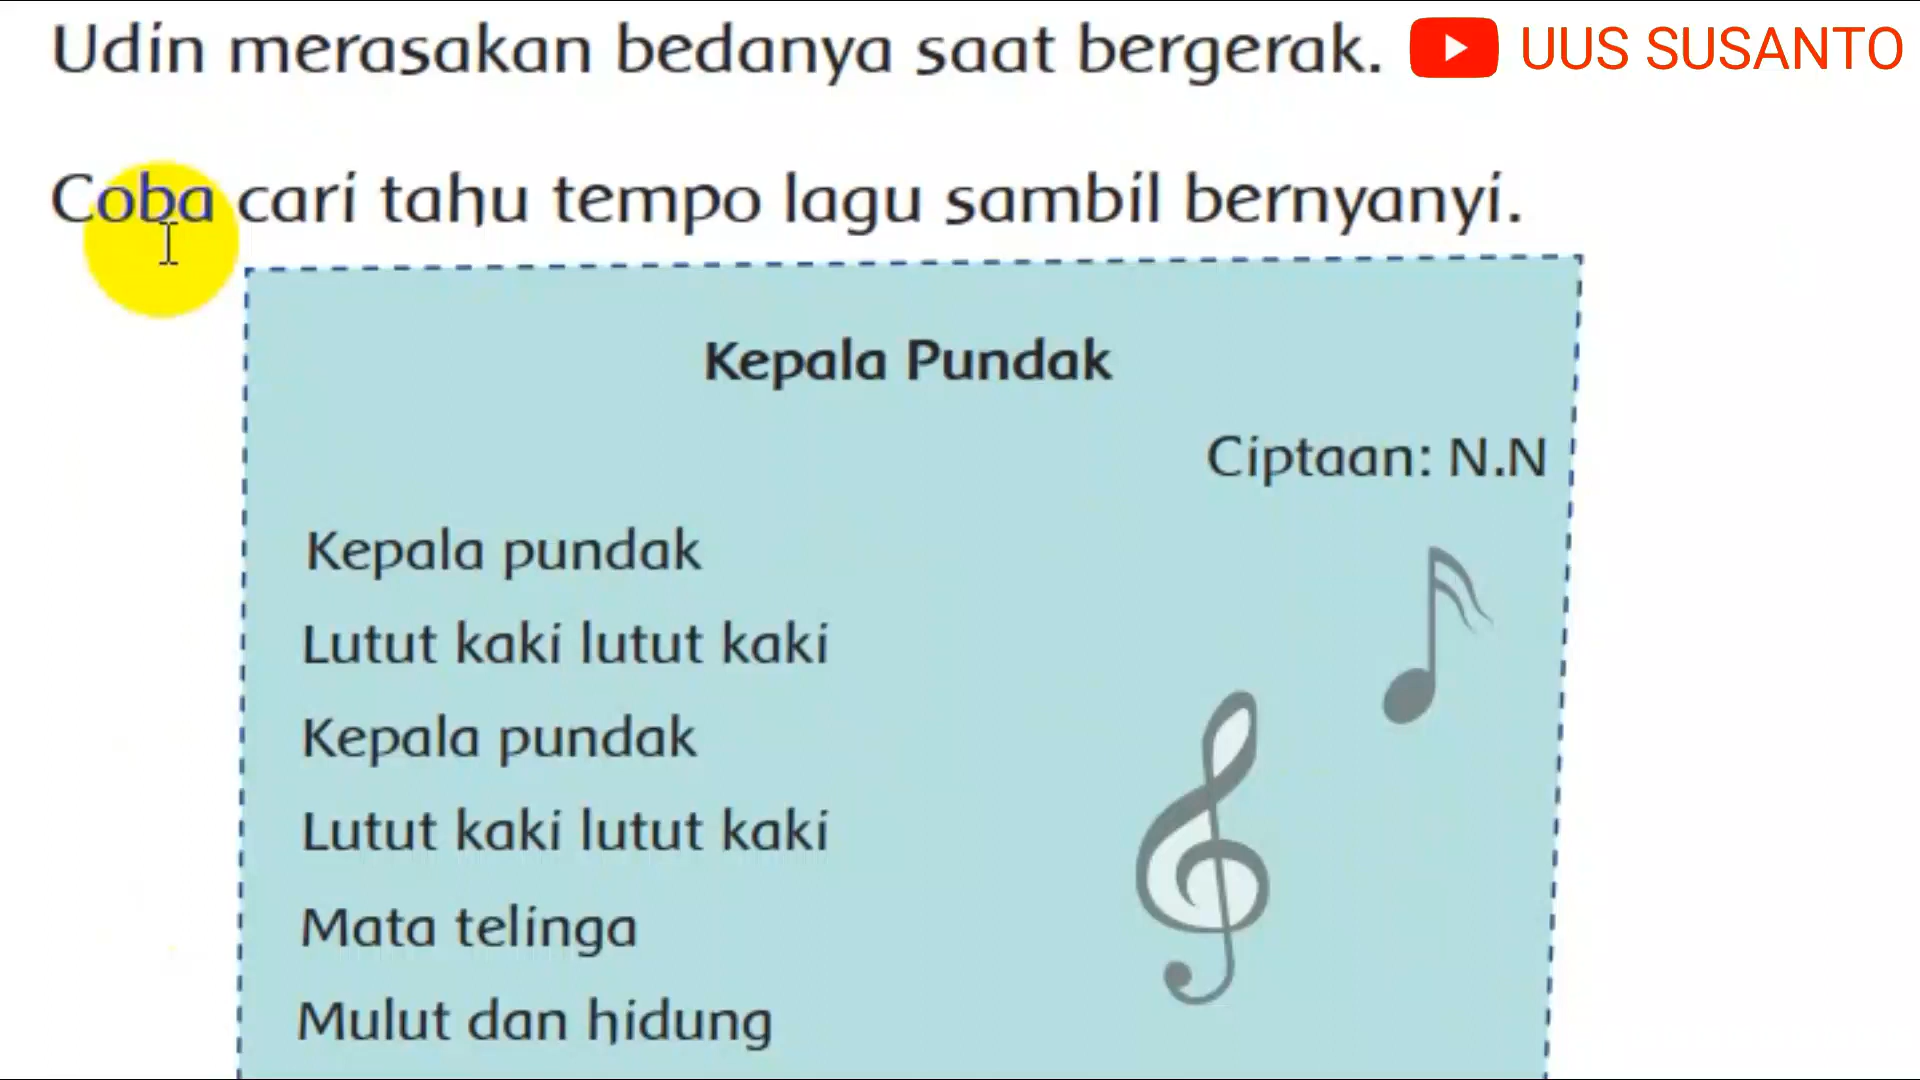 Udin merasakan bedanya saat bergerak.
UUS SUSANTO
Coba cari tahu tempo lagu sambil bernyanyi.
Kepala Pundak
Ciptaan: N.N
Kepala pundak
Lutut kaki lutut kaki
Kepala pundak
Lutut kaki lutut kaki
Mata telinga
Mulut dan hidung